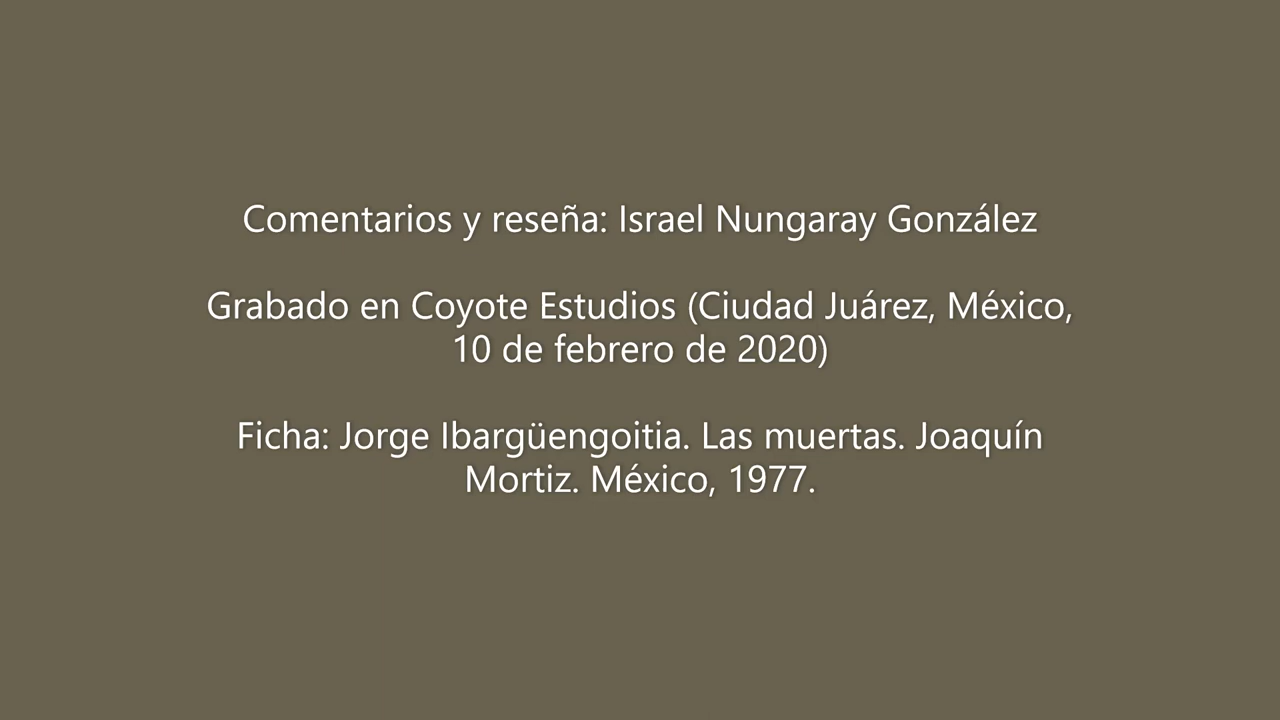 Comentarios y reseña: Israel Nungaray González
Grabado en Coyote Estudios (Ciudad Juárez, México,
10 de febrero de 2020)
Ficha: Jorge Ibargüengoitia. Las muertas. Joaquín
Mortiz. México, 1977.